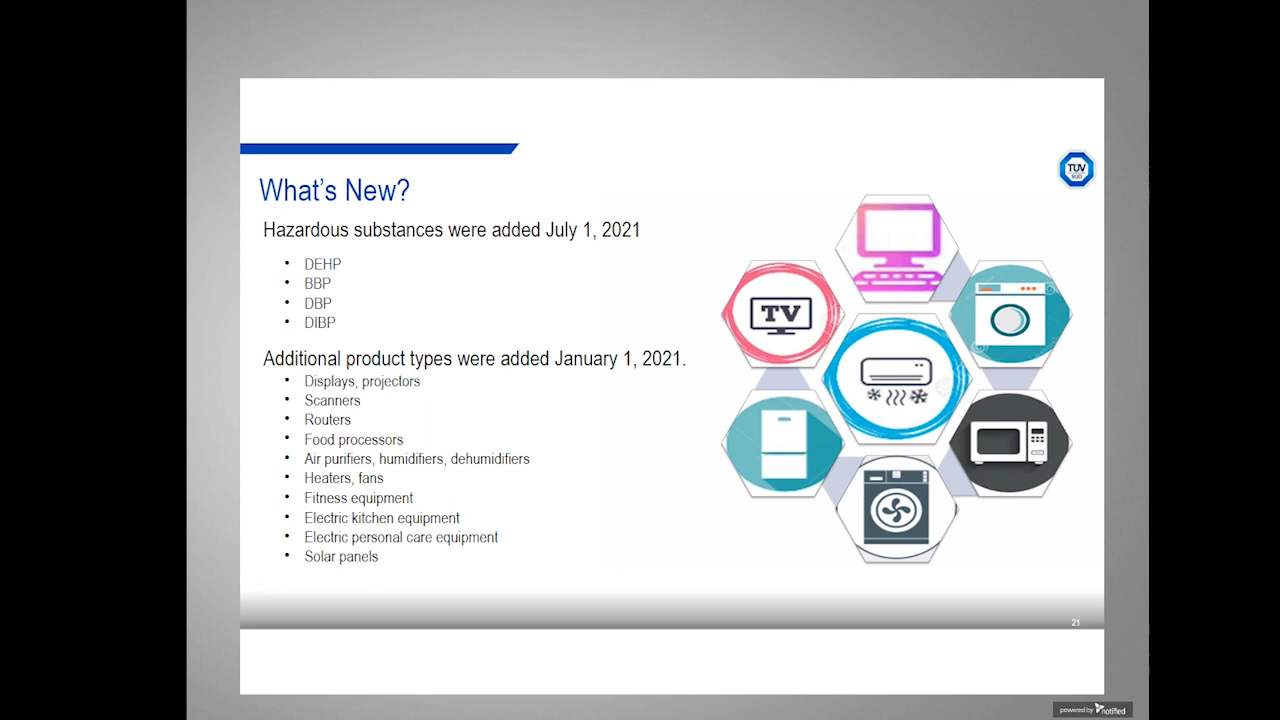 TÜV
SÜD
What's New?
Hazardous substances were added July 1, 2021
• DEHP
• BBP
• DBP
• DIBP
Additional product types were added January 1, 2021.
• Displays, projectors
• Scanners
• Routers
• Food processors
• Air purifiers, humidifiers, dehumidifiers
• Heaters, fans
• Fitness equipment
• Electric kitchen equipment
• Electric personal care equipment
• Solar panels
TV
21
powered by notified